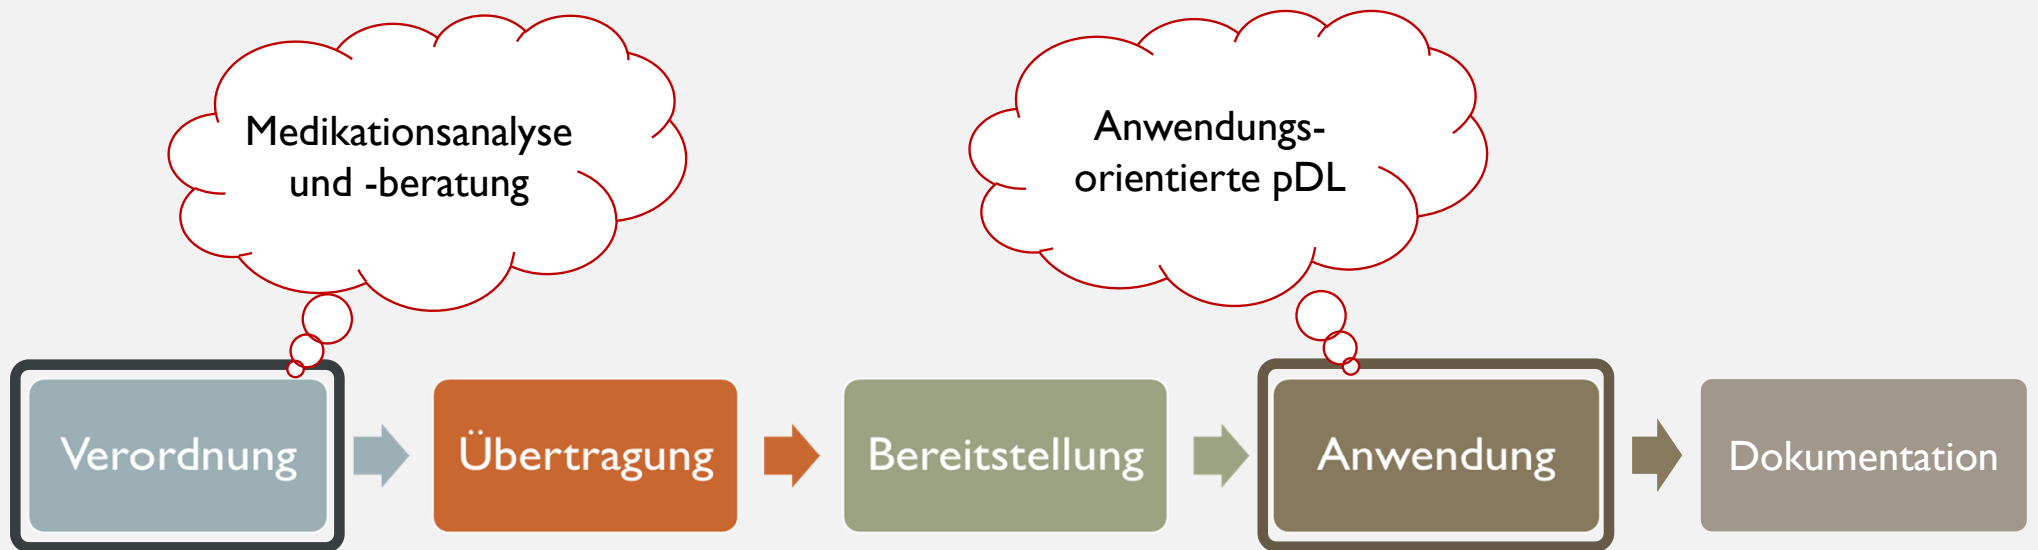 Medikationsanalyse
und -beratung
Anwendungs-
orientierte pDL
Verordnung
Übertragung
Bereitstellung
Anwendung
Dokumentation